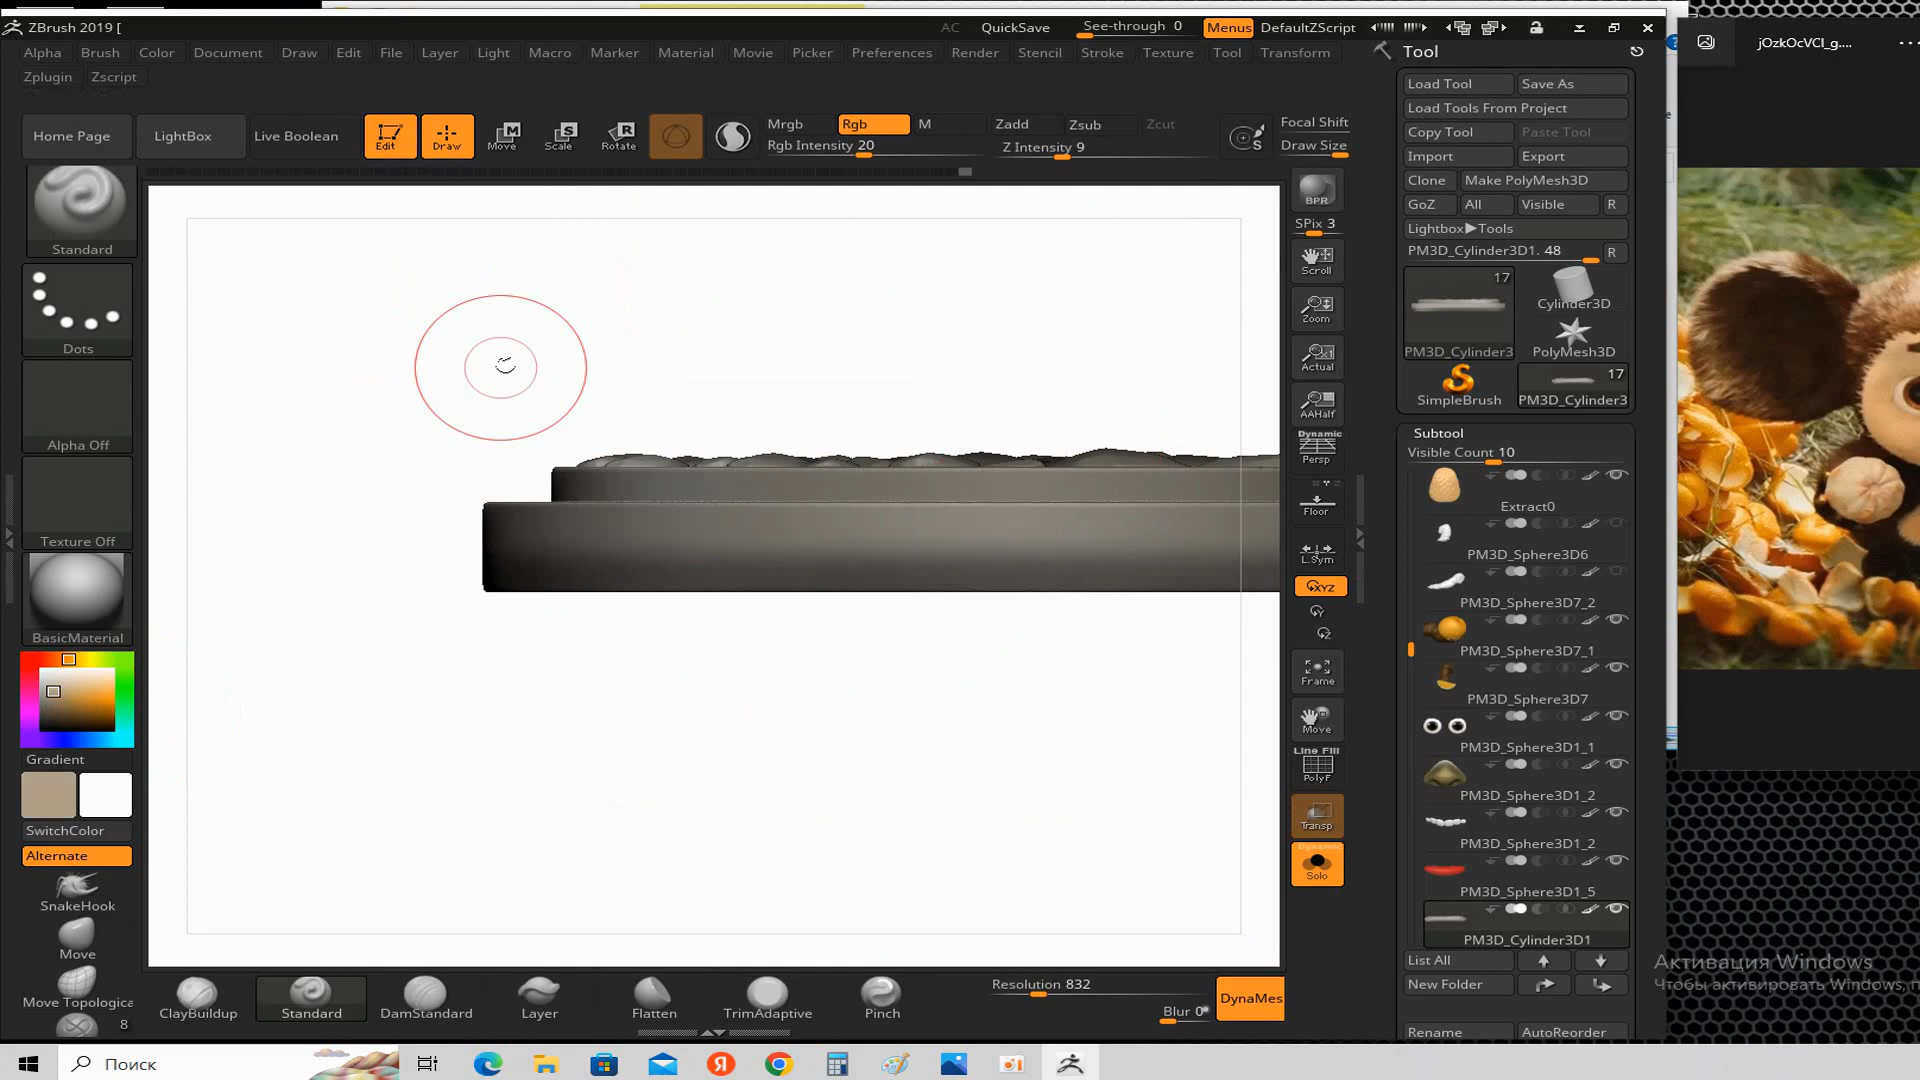 ZBrush 2019 [
AC
QuickSave
See-through 0
Menus
DefaultZScript
jOzkOcVCI_g....
Alpha Brush Color Document Draw Edit File Layer Light Macro Marker Material Movie Picker Preferences Render Stencil Stroke Texture Tool Transform
Zplugin Zscript
Tool
Load Tool Save As
Load Tools From Project
Copy Tool Paste Tool
Import Export
Clone Make PolyMesh3D
GoZ All Visible R
Lightbox▶Tools
PM3D_Cylinder3D1. 48 R
17
Cylinder3D
PM3D_Cylinder3 PolyMesh3D
17
SimpleBrush PM3D_Cylinder3
Home Page LightBox Live Boolean Edit Draw Move Scale Rotate
Mrgb Rgb M
Rgb Intensity 20
Zadd Zsub Zcut
Z Intensity 9
Focal Shift
Draw Size
Standard
Dots
Alpha Off
Texture Off
BasicMaterial
Gradient
SwitchColor
Alternate
SnakeHook
Move
Move Topologica
8
BPR
SPix 3
Scroll
Zoom
Actual
AAHalf
Dynamic
Persp
Floor
L.Sym
XYZ
Frame
Move
Line Fill
PolyF
Transp
Dynamic
Solo
Subtool
Visible Count 10
Extract0
PM3D_Sphere3D6
PM3D_Sphere3D7_2
PM3D_Sphere3D7_1
PM3D_Sphere3D7
PM3D_Sphere3D1_1
PM3D_Sphere3D1_2
PM3D_Sphere3D1_2
PM3D_Sphere3D1_5
PM3D_Cylinder3D1
List All
New Folder
Rename AutoReorder
Активация Windows
Чтобы активировать Windows, п
ClayBuildup Standard DamStandard Layer Flatten TrimAdaptive Pinch
Resolution 832
Blur 0
DynaMes
Поиск